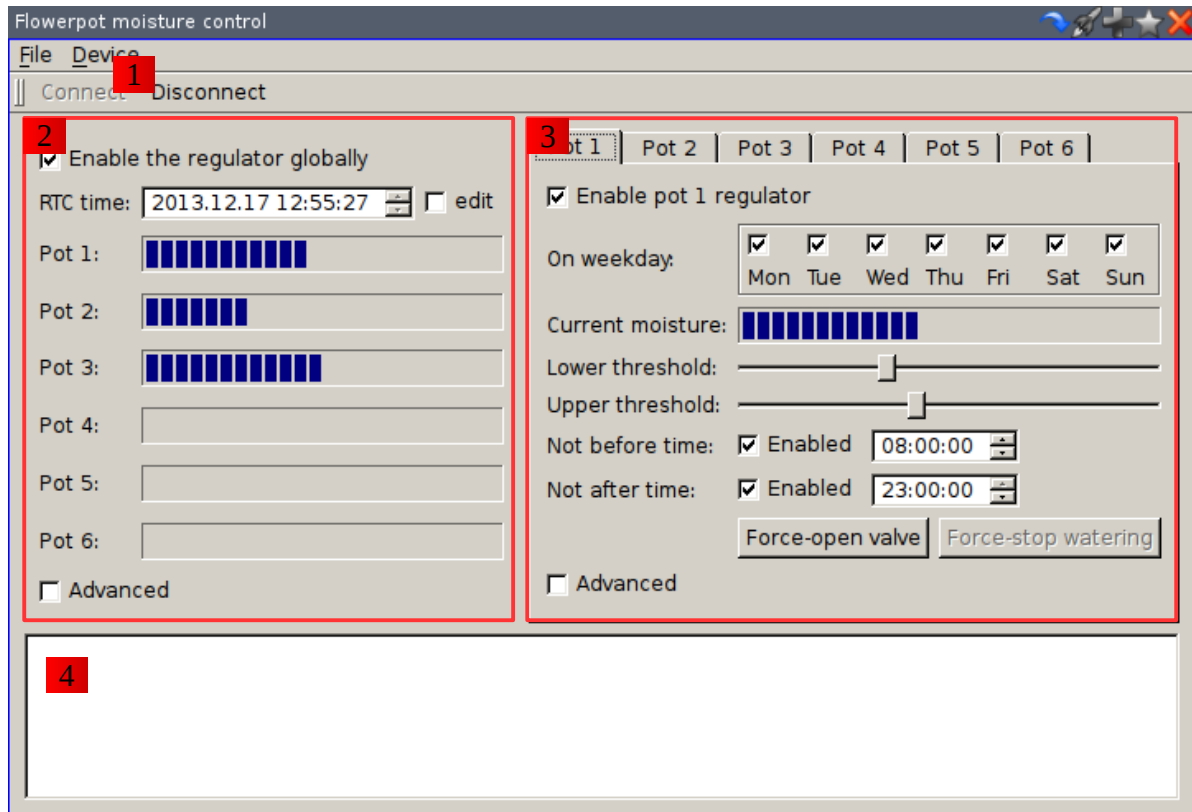 Flowerpot moisture control
File Device
1
Connect Disconnect
2
Enable the regulator globally
RTC time: 2013.12.17 12:55:27 edit
Pot 1:
Pot 2:
Pot 3:
Pot 4:
Pot 5:
Pot 6:
Advanced
3
Pot 1 Pot 2 Pot 3 Pot 4 Pot 5 Pot 6
Enable pot 1 regulator
On weekday:
Mon Tue Wed Thu Fri Sat Sun
Current moisture:
Lower threshold:
Upper threshold:
Not before time: Enabled 08:00:00
Not after time: Enabled 23:00:00
Force-open valve Force-stop watering
Advanced
4